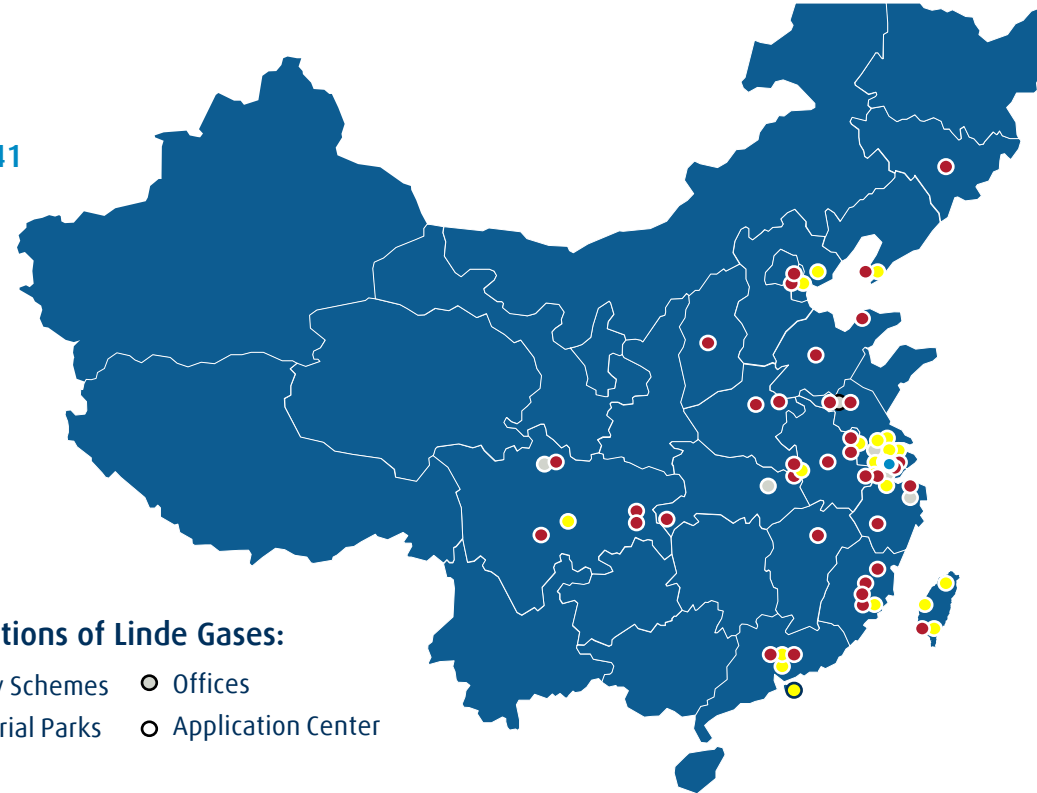 41
tions of Linde Gases:
y Schemes Offices
rial Parks Application Center